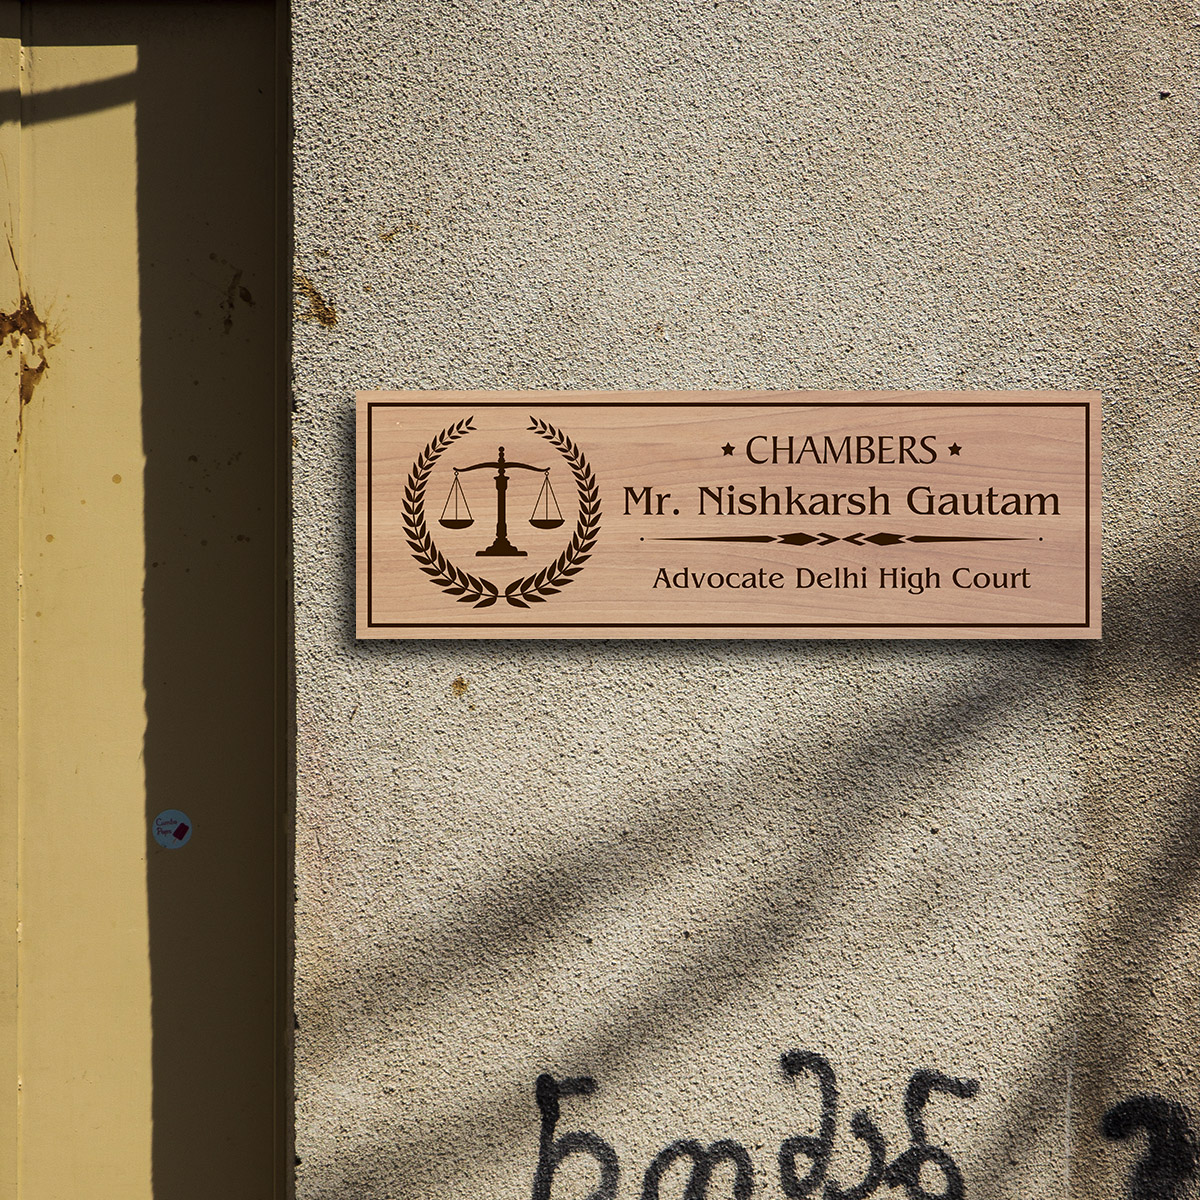 CHAMBERS
Mr. Nishkarsh Gautam
Advocate Delhi High Court